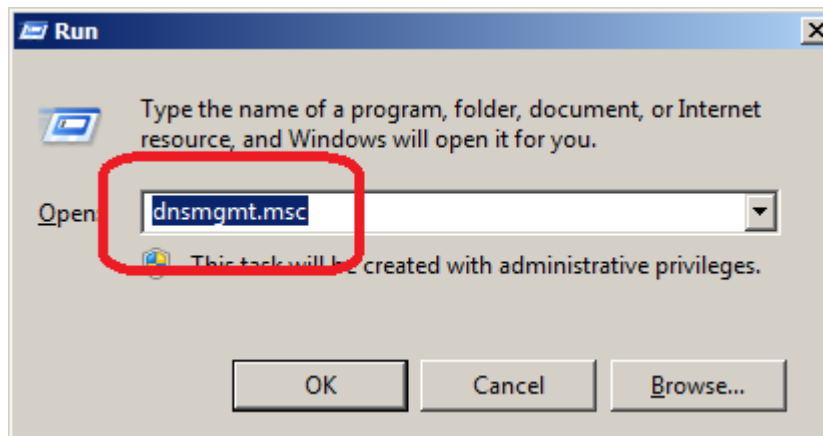 Run
Type the name of a program, folder, document, or Internet
resource, and Windows will open it for you.
Open: dnsmgmt.msc
This task will be created with administrative privileges.
OK Cancel Browse...